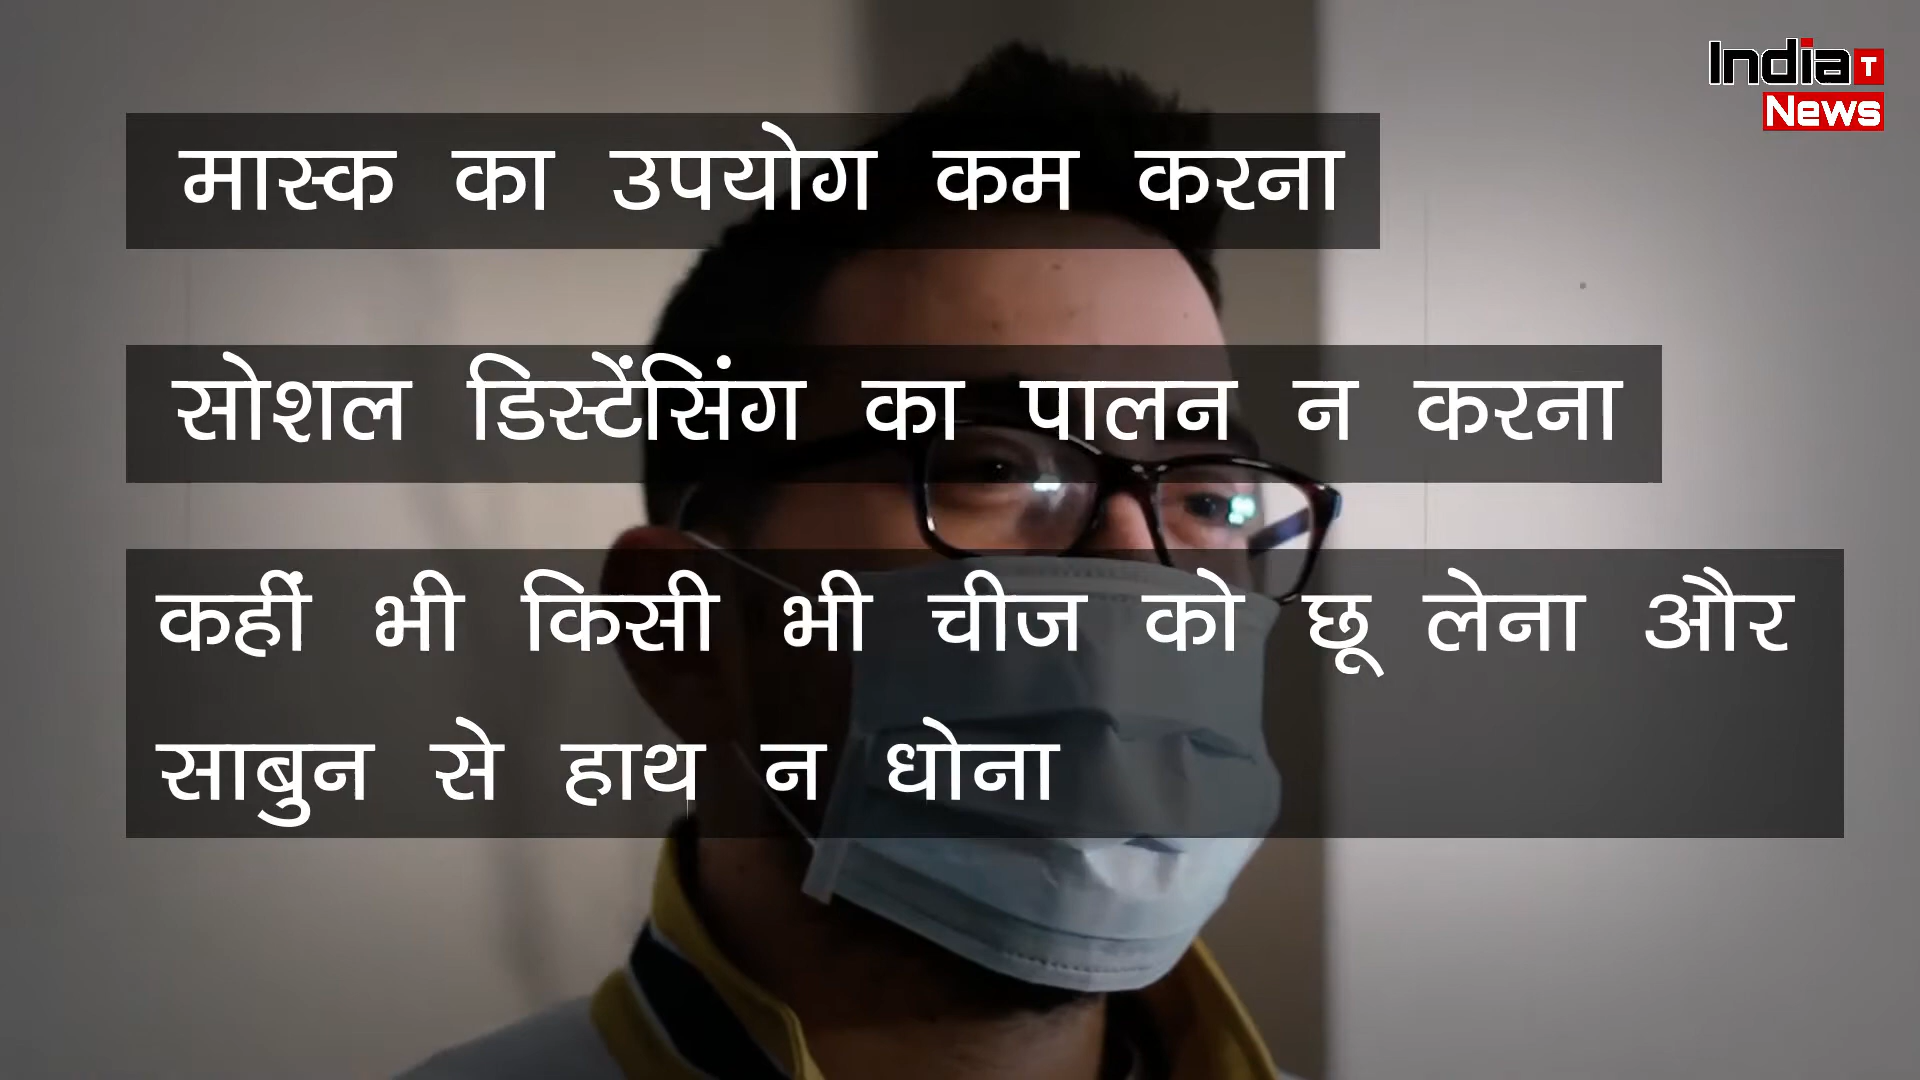 India T
News
मास्क का उपयोग कम करना
सोशल डिस्टेंसिंग का पालन न करना
कहीं भी किसी भी चीज को छू लेना और
साबुन से हाथ न धोना